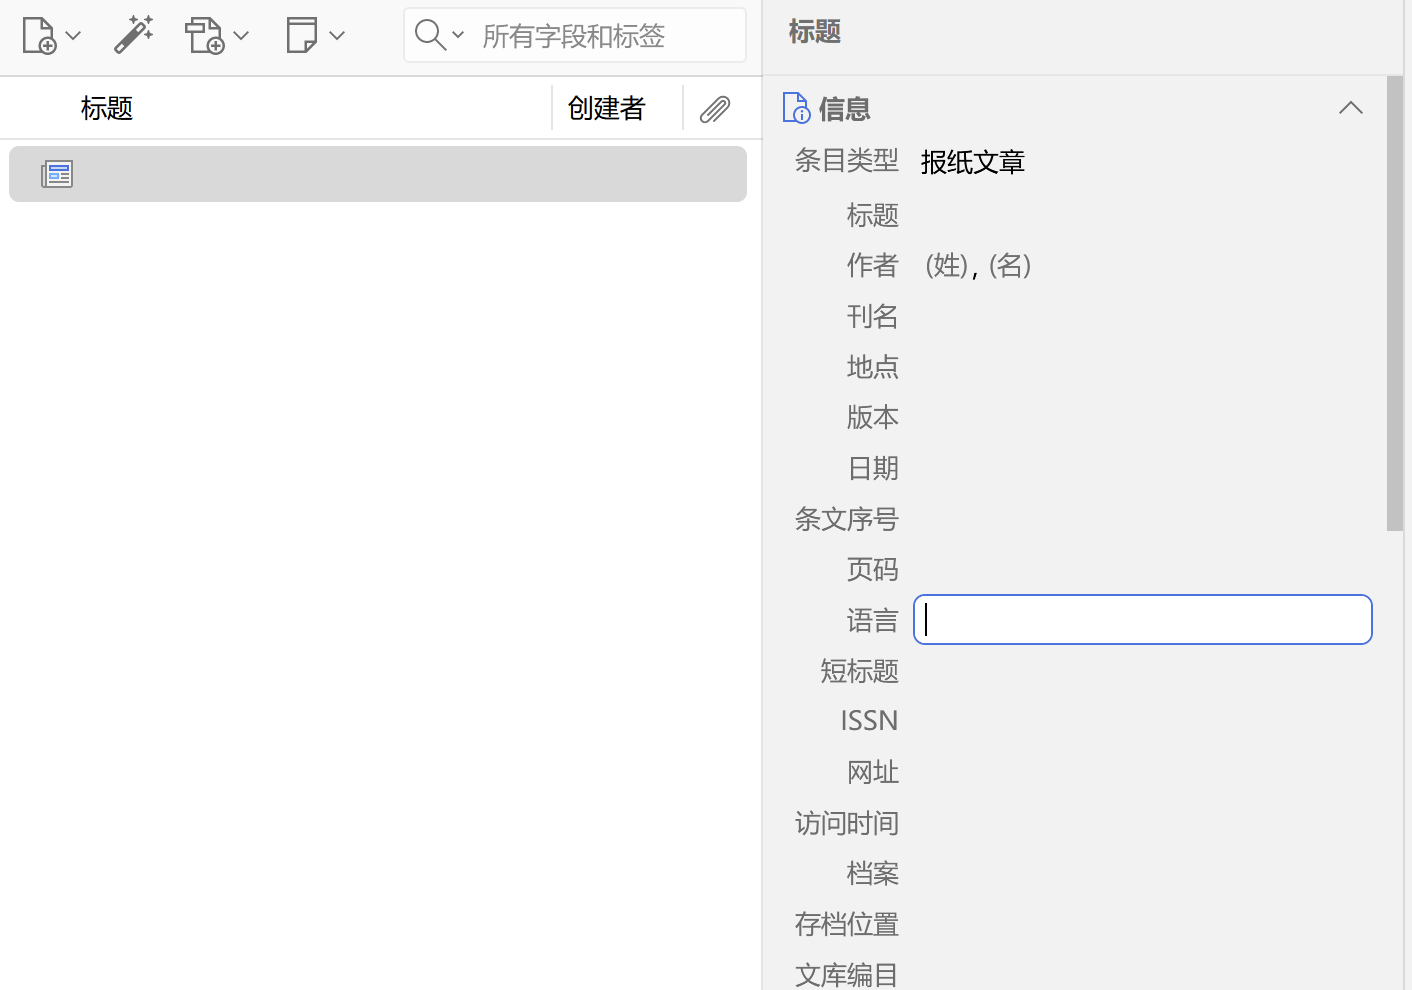 所有字段和标签
标题
创建者
标题
信息
条目类型 报纸文章
标题
作者 (姓), (名)
刊名
地点
版本
日期
条文序号
页码
语言
短标题
ISSN
网址
访问时间
档案
存档位置
文库编目